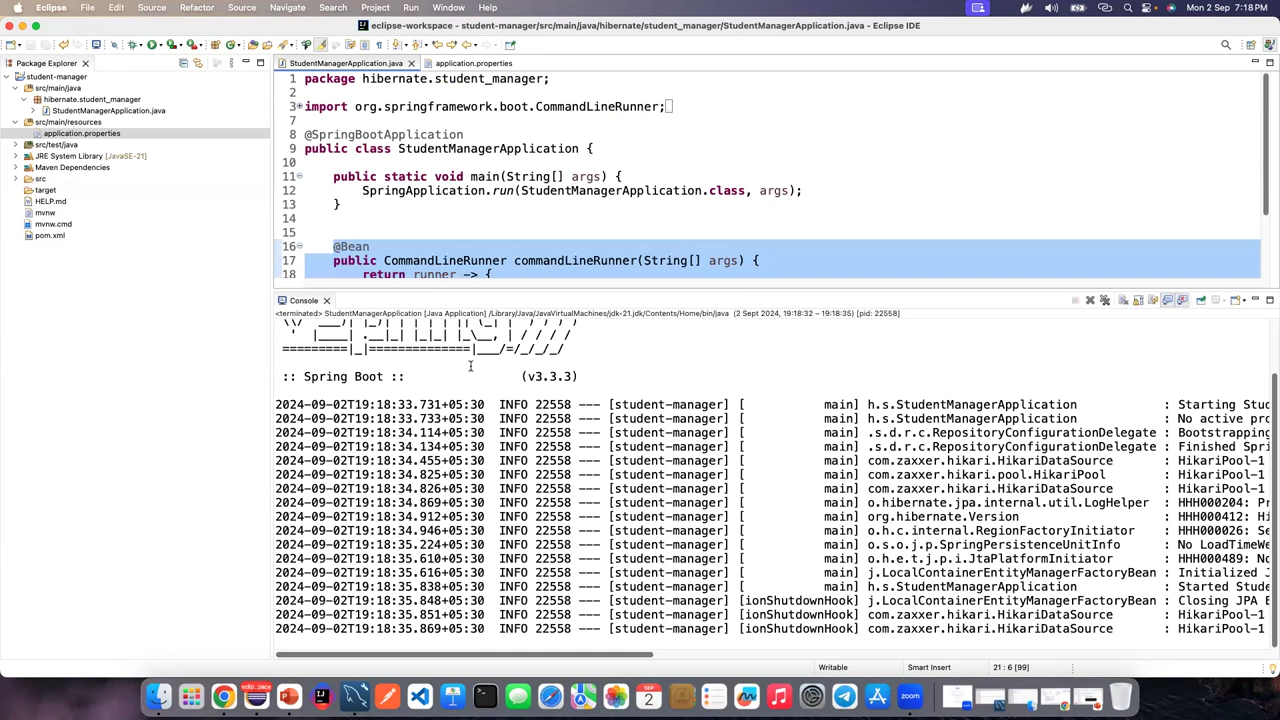 Eclipse File Edit Source Refactor Source Navigate Search Project Run Window Help
Mon 2 Sep 7:18 PM
eclipse-workspace - student-manager/src/main/java/hibernate/student_manager/StudentManagerApplication.java - Eclipse IDE
Package Explorer
student-manager
src/main/java
hibernate.student_manager
StudentManagerApplication.java
src/main/resources
application.properties
src/test/java
JRE System Library [JavaSE-21]
Maven Dependencies
src
target
HELP.md
mvnw
mvnw.cmd
pom.xml
StudentManagerApplication.java application.properties
1 package hibernate.student_manager;
2
3 import org.springframework.boot.CommandLineRunner;
7
8 @SpringBootApplication
9 public class StudentManagerApplication {
10
11 public static void main(String[] args) {
12 SpringApplication.run(StudentManagerApplication.class, args);
13 }
14
15
16 @Bean
17 public CommandLineRunner commandLineRunner(String[] args) {
18 return runner -> {
Console
<terminated> StudentManagerApplication [Java Application] /Library/Java/JavaVirtualMachines/jdk-21.jdk/Contents/Home/bin/java (2 Sept 2024, 19:18:32 – 19:18:35) [pid: 22558]
:: Spring Boot :: (v3.3.3)
2024-09-02T19:18:33.731+05:30 INFO 22558 --- [student-manager] [ main] h.s.StudentManagerApplication : Starting Stud
2024-09-02T19:18:33.733+05:30 INFO 22558 --- [student-manager] [ main] h.s.StudentManagerApplication : No active pro
2024-09-02T19:18:34.114+05:30 INFO 22558 --- [student-manager] [ main] .s.d.r.c.RepositoryConfigurationDelegate : Bootstrapping
2024-09-02T19:18:34.134+05:30 INFO 22558 --- [student-manager] [ main] .s.d.r.c.RepositoryConfigurationDelegate : Finished Spri
2024-09-02T19:18:34.455+05:30 INFO 22558 --- [student-manager] [ main] com.zaxxer.hikari.HikariDataSource : HikariPool-1
2024-09-02T19:18:34.825+05:30 INFO 22558 --- [student-manager] [ main] com.zaxxer.hikari.pool.HikariPool : HikariPool-1
2024-09-02T19:18:34.826+05:30 INFO 22558 --- [student-manager] [ main] com.zaxxer.hikari.HikariDataSource : HikariPool-1
2024-09-02T19:18:34.869+05:30 INFO 22558 --- [student-manager] [ main] o.hibernate.jpa.internal.util.LogHelper : HHH000204: Pr
2024-09-02T19:18:34.912+05:30 INFO 22558 --- [student-manager] [ main] org.hibernate.Version : HHH000412: Hi
2024-09-02T19:18:34.946+05:30 INFO 22558 --- [student-manager] [ main] o.h.c.internal.RegionFactoryInitiator : HHH000026: Se
2024-09-02T19:18:35.224+05:30 INFO 22558 --- [student-manager] [ main] o.s.o.j.p.SpringPersistenceUnitInfo : No LoadTimeWe
2024-09-02T19:18:35.610+05:30 INFO 22558 --- [student-manager] [ main] o.h.e.t.j.p.i.JtaPlatformInitiator : HHH000489: No
2024-09-02T19:18:35.616+05:30 INFO 22558 --- [student-manager] [ main] j.LocalContainerEntityManagerFactoryBean : Initialized J
2024-09-02T19:18:35.838+05:30 INFO 22558 --- [student-manager] [ main] h.s.StudentManagerApplication : Started Stude
2024-09-02T19:18:35.848+05:30 INFO 22558 --- [student-manager] [ionShutdownHook] j.LocalContainerEntityManagerFactoryBean : Closing JPA E
2024-09-02T19:18:35.851+05:30 INFO 22558 --- [student-manager] [ionShutdownHook] com.zaxxer.hikari.HikariDataSource : HikariPool-1
2024-09-02T19:18:35.869+05:30 INFO 22558 --- [student-manager] [ionShutdownHook] com.zaxxer.hikari.HikariDataSource : HikariPool-1
Writable Smart Insert 21 : 6 [99]
SEP
2
zoom